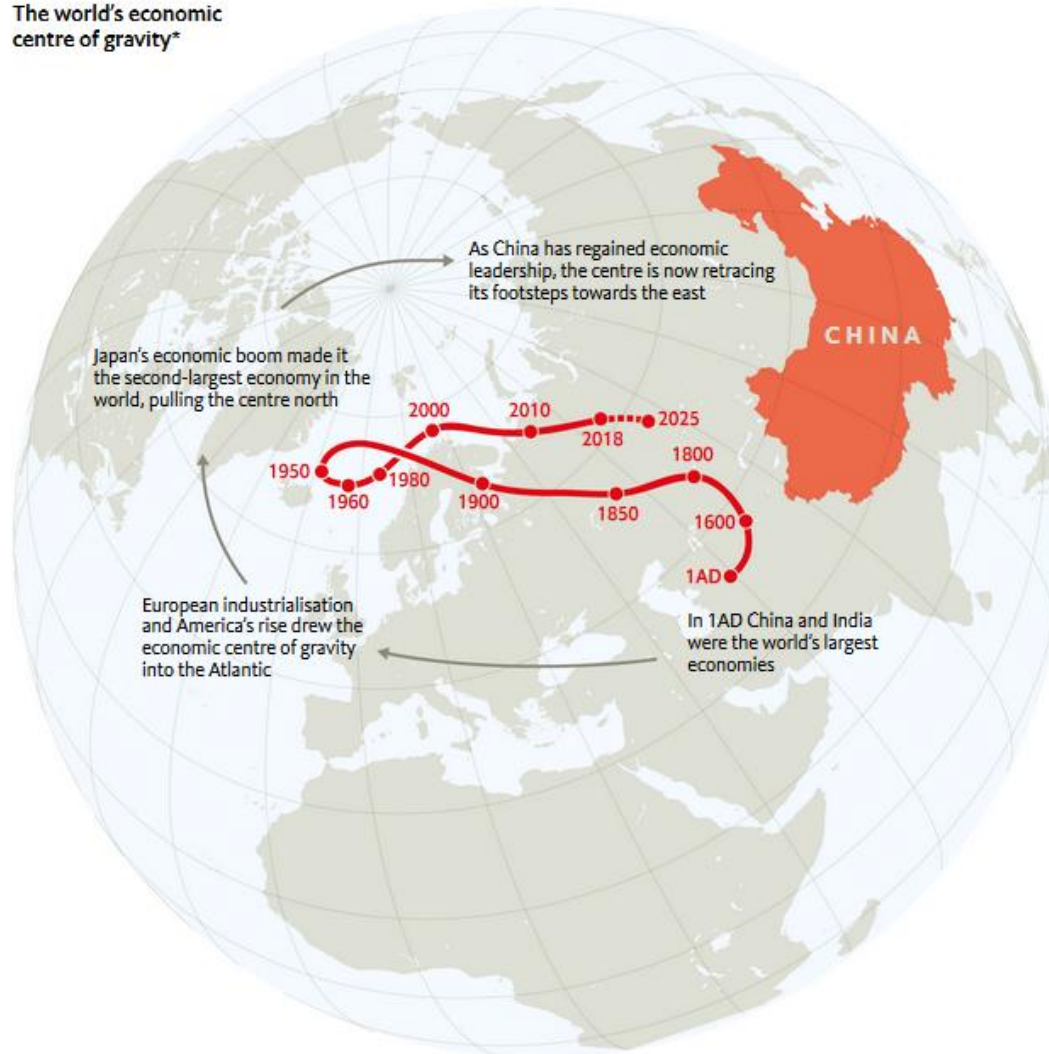 The world's economic
centre of gravity*
As China has regained economic
leadership, the centre is now retracing
its footsteps towards the east
CHINA
Japan's economic boom made it
the second-largest economy in the
world, pulling the centre north
2000
2010
2018
2025
1950
1960
1980
1900
1850
1800
1600
1AD
European industrialisation
and America's rise drew the
economic centre of gravity
into the Atlantic
In 1AD China and India
were the world's largest
economies